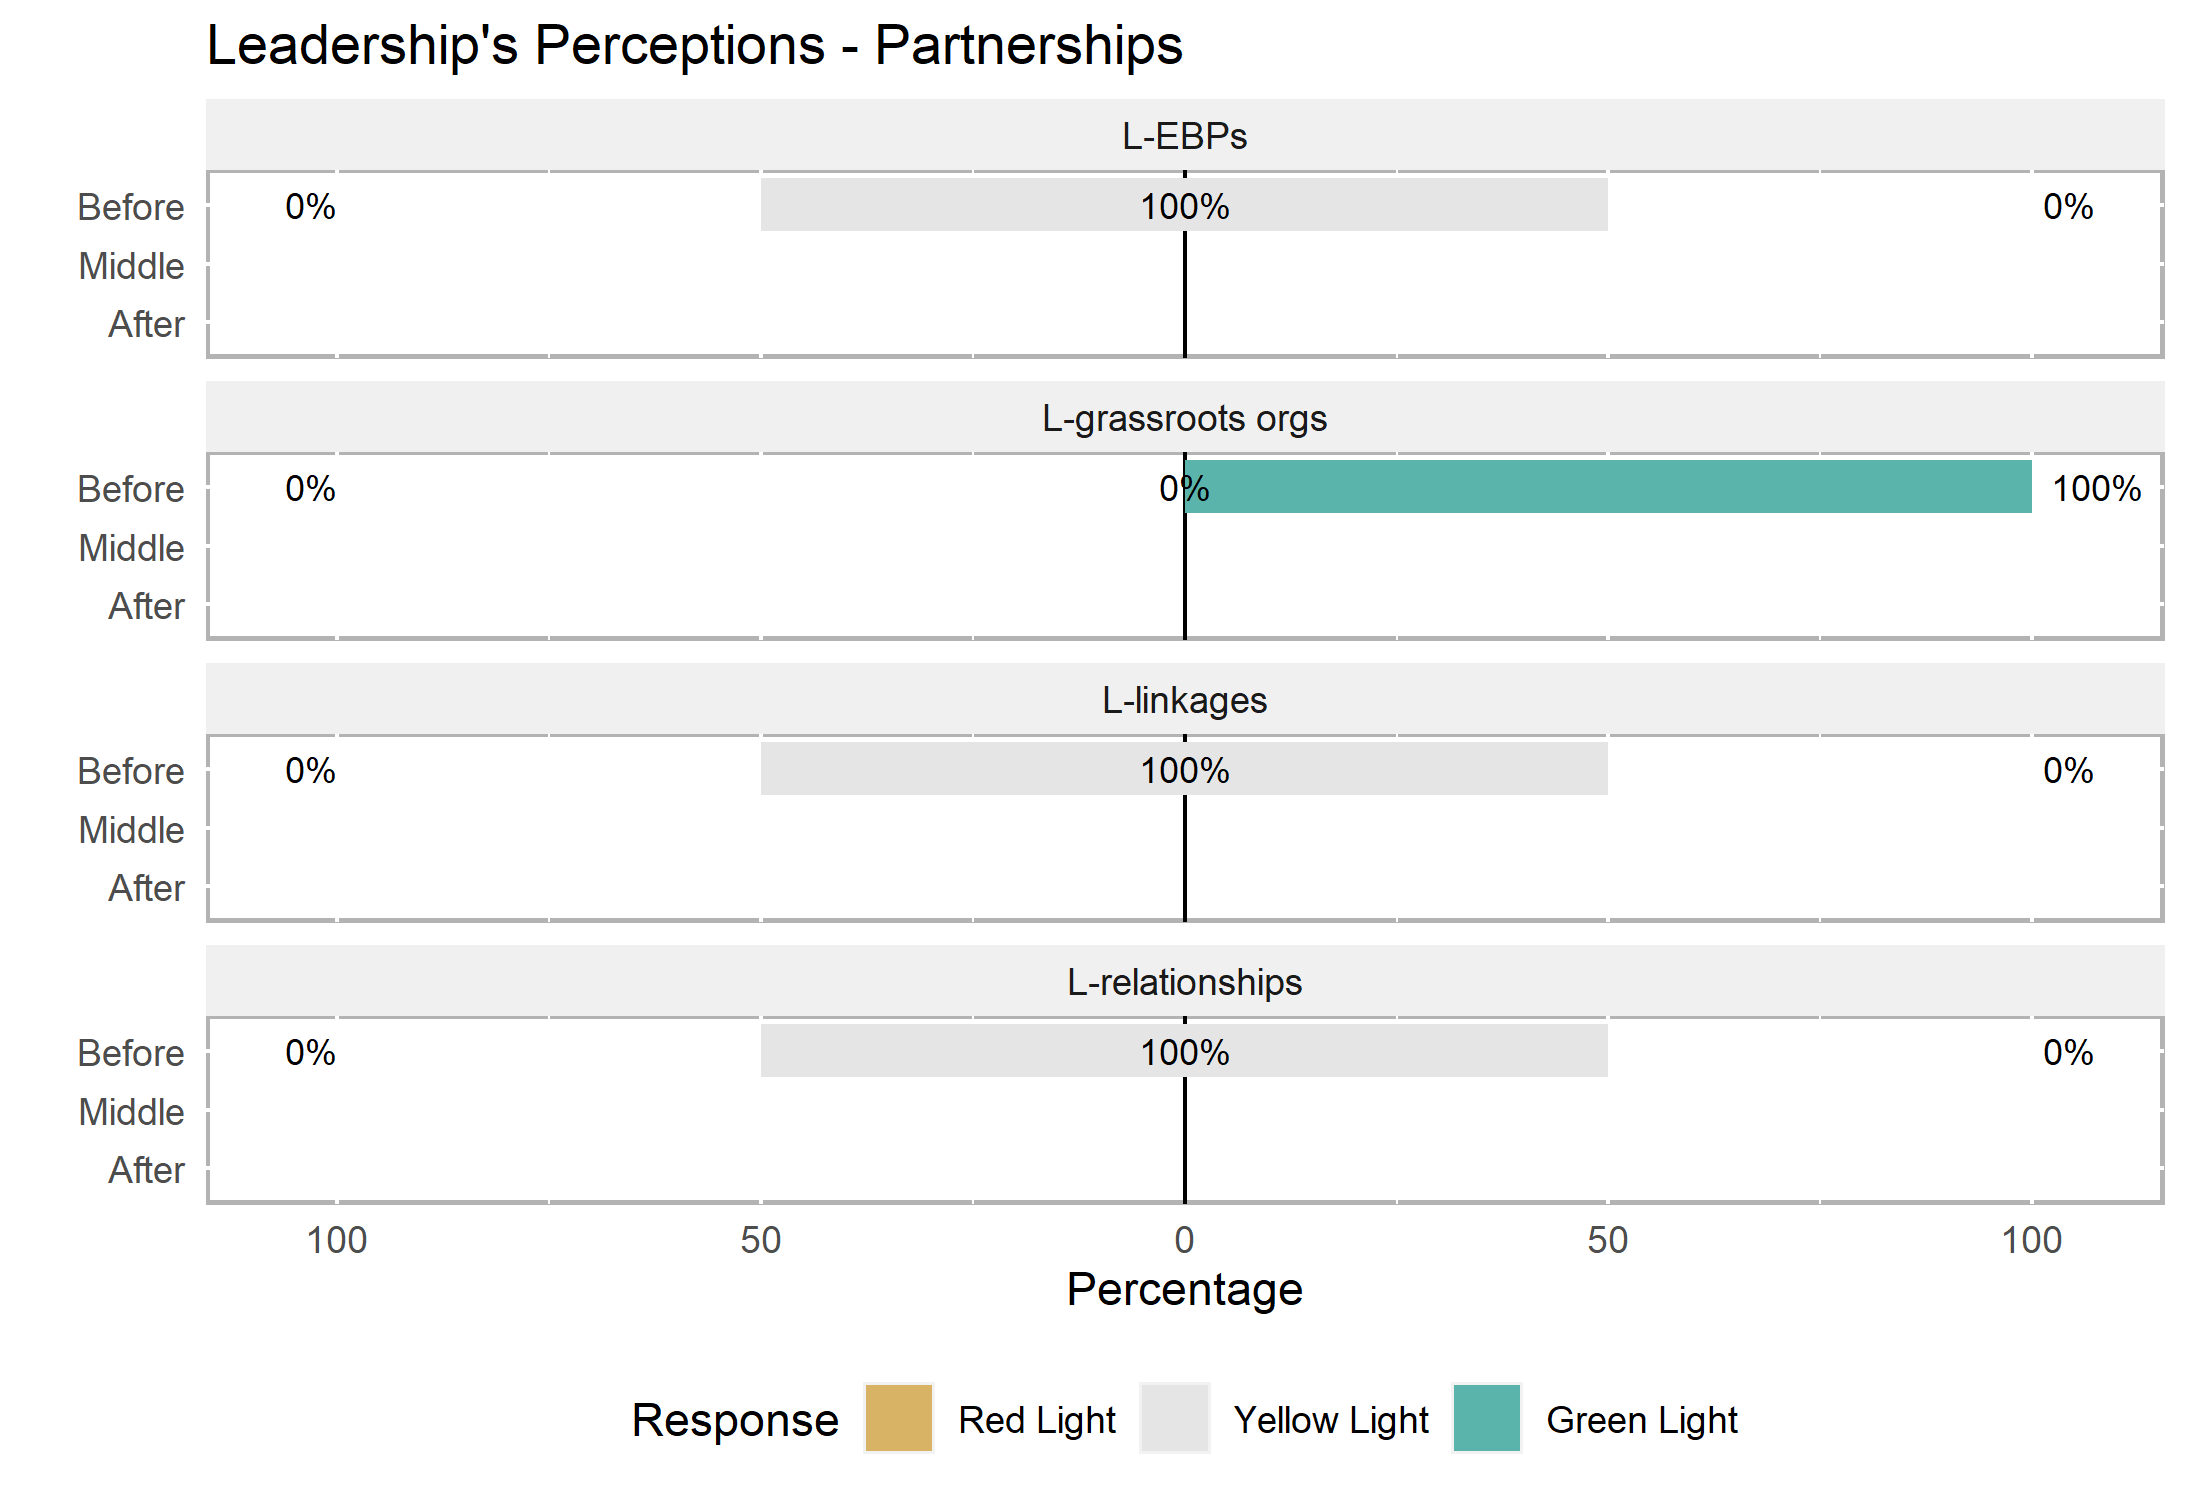 Leadership's Perceptions - Partnerships
L-EBPs
Before 0% 100% 0%
Middle
After
L-grassroots orgs
Before 0% 0% 100%
Middle
After
L-linkages
Before 0% 100% 0%
Middle
After
L-relationships
Before 0% 100% 0%
Middle
After
100 50 0 50 100
Percentage
Response Red Light Yellow Light Green Light